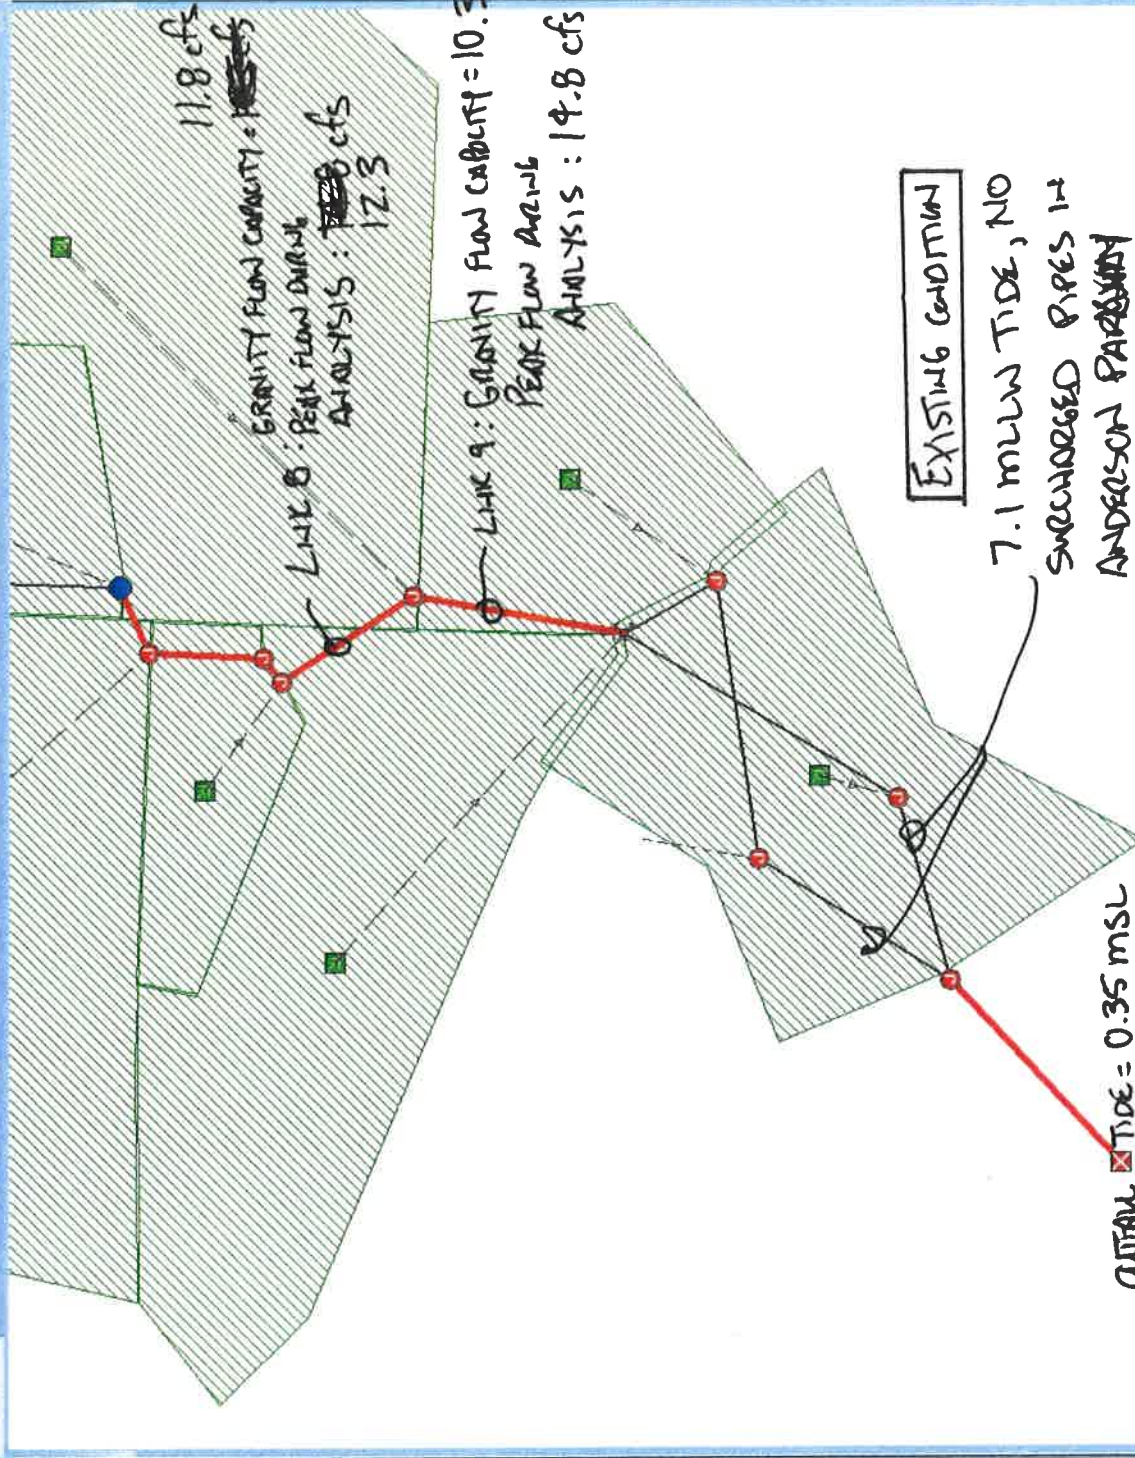 11.8 cfs
GRAVITY FLOW CAPACITY =
LINK 8 : PEAK FLOW DURING
ANALYSIS : cfs
12.3
LINK 9 : GRAVITY FLOW CAPACITY = 10.3
PEAK FLOW DURING
ANALYSIS : 14.8 cfs
EXISTING CONDITION
7.1 MLLW TIDE, NO
SURCHARGED PIPES IN
ANDERSON PARKWAY
OUTFALL TIDE = 0.35 MSL